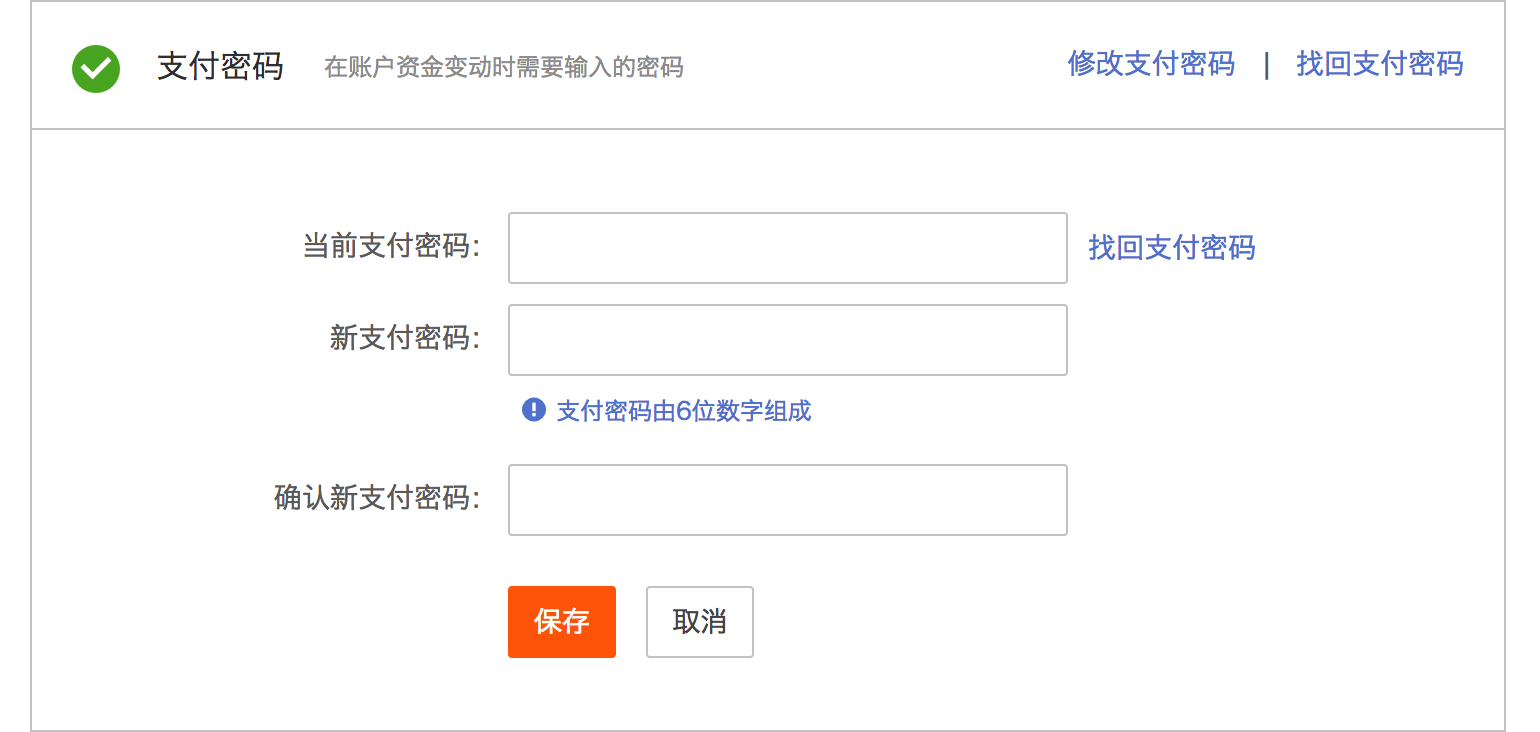 支付密码 在账户资金变动时需要输入的密码 修改支付密码 | 找回支付密码
当前支付密码: 找回支付密码
新支付密码:
支付密码由6位数字组成
确认新支付密码:
保存 取消